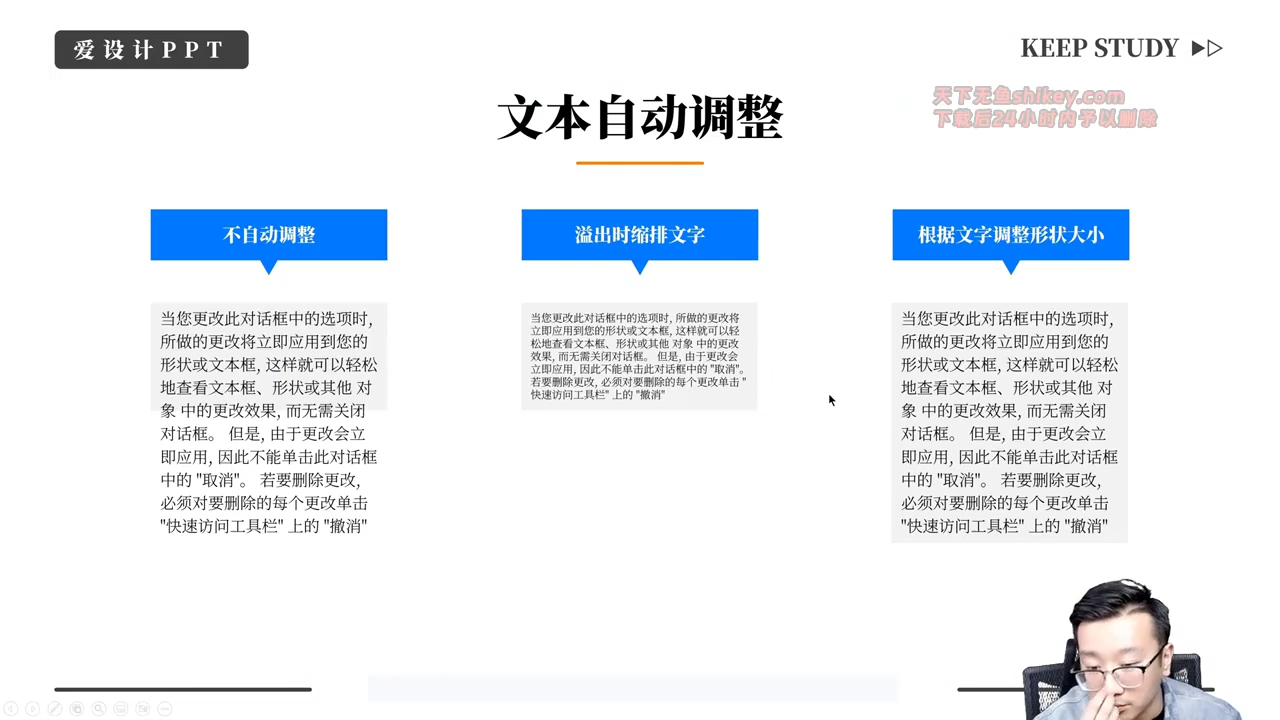 爱设计PPT
KEEP STUDY
天下无鱼shikey.com
下载后24小时内予以删除
文本自动调整
不自动调整
当您更改此对话框中的选项时,
所做的更改将立即应用到您的
形状或文本框, 这样就可以轻松
地查看文本框、形状或其他 对
象 中的更改效果, 而无需关闭
对话框。 但是, 由于更改会立
即应用, 因此不能单击此对话框
中的 "取消"。 若要删除更改,
必须对要删除的每个更改单击
"快速访问工具栏" 上的 "撤消"
溢出时缩排文字
当您更改此对话框中的选项时, 所做的更改将
立即应用到您的形状或文本框, 这样就可以轻
松地查看文本框、形状或其他 对象 中的更改
效果, 而无需关闭对话框。 但是, 由于更改会
立即应用, 因此不能单击此对话框中的 "取消"。
若要删除更改, 必须对要删除的每个更改单击 "
快速访问工具栏" 上的 "撤消"
根据文字调整形状大小
当您更改此对话框中的选项时,
所做的更改将立即应用到您的
形状或文本框, 这样就可以轻松
地查看文本框、形状或其他 对
象 中的更改效果, 而无需关闭
对话框。 但是, 由于更改会立
即应用, 因此不能单击此对话框
中的 "取消"。 若要删除更改,
必须对要删除的每个更改单击
"快速访问工具栏" 上的 "撤消"